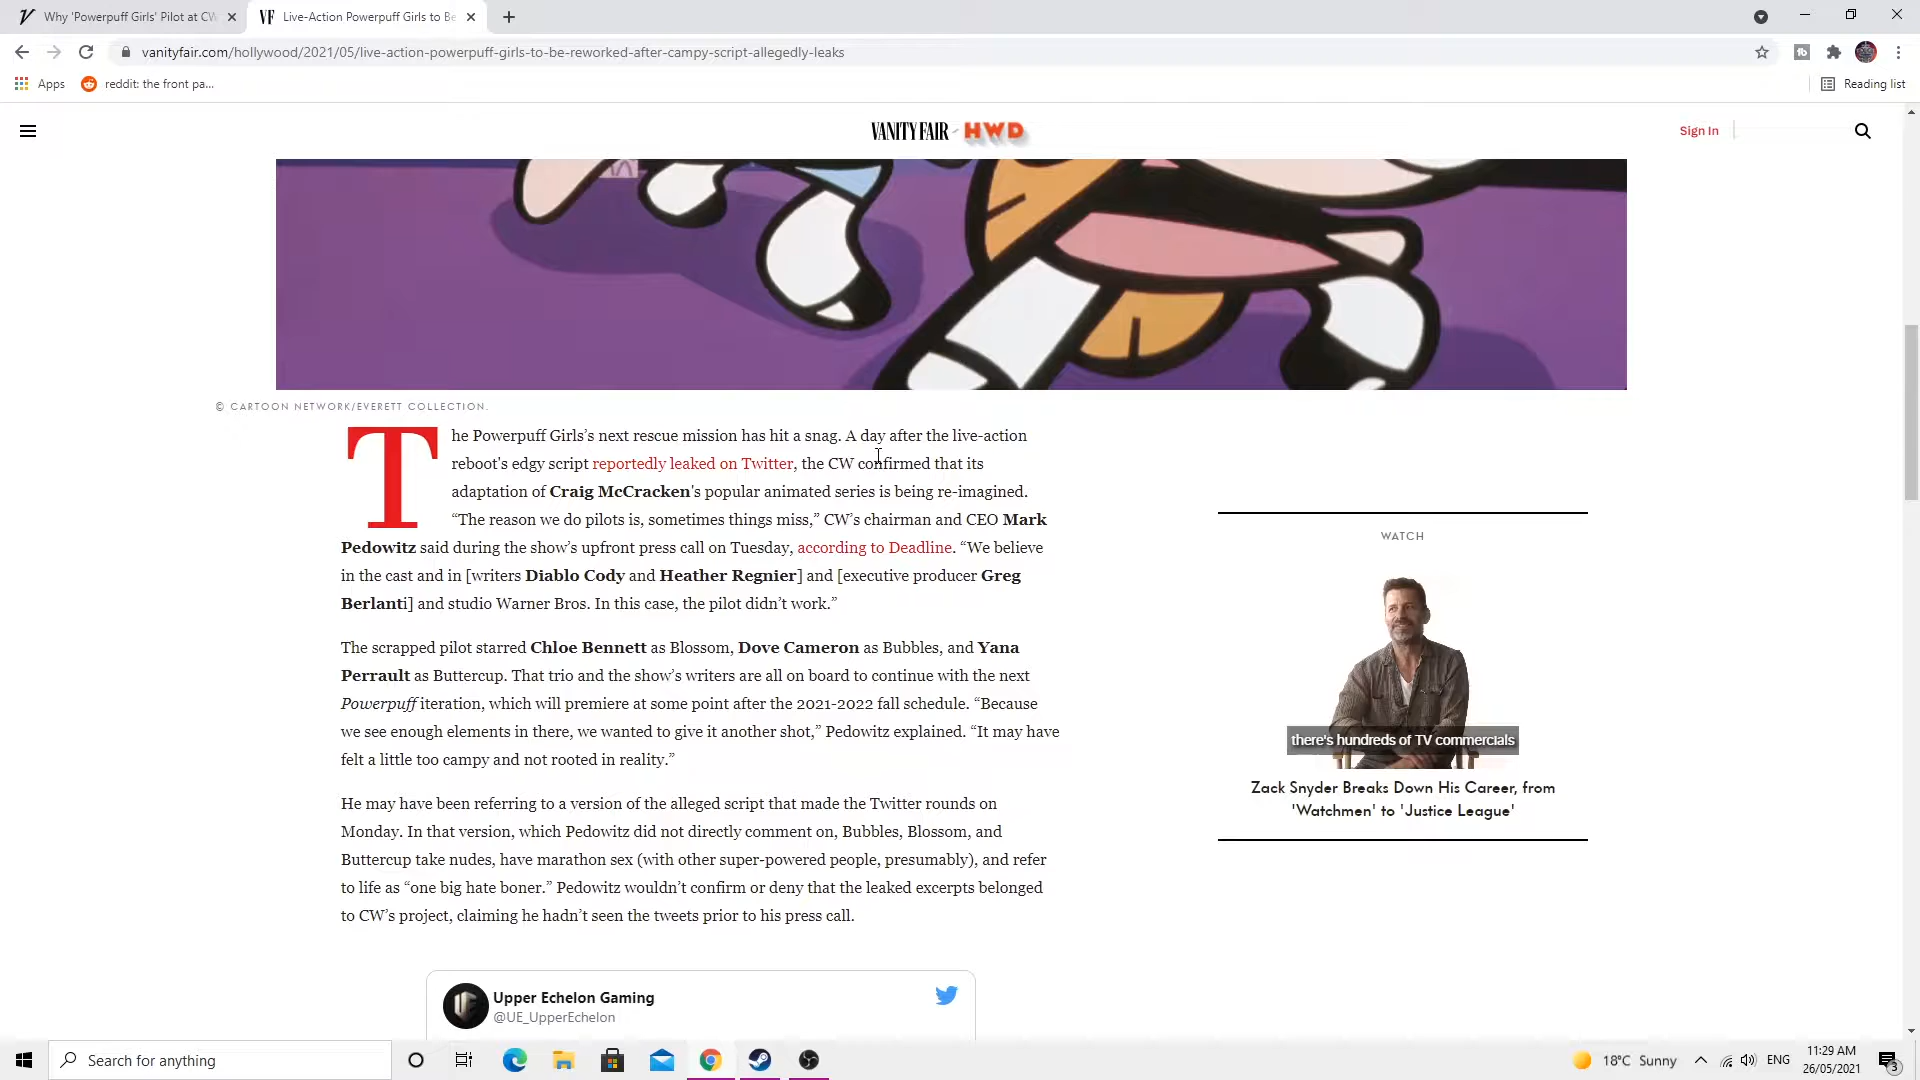 Why 'Powerpuff Girls' Pilot at CW
Live-Action Powerpuff Girls to Be
vanityfair.com/hollywood/2021/05/live-action-powerpuff-girls-to-be-reworked-after-campy-script-allegedly-leaks
Apps
reddit: the front pa...
Reading list
VANITY FAIR - HWD
Sign In
© CARTOON NETWORK/EVERETT COLLECTION.
The Powerpuff Girls’s next rescue mission has hit a snag. A day after the live-action
reboot's edgy script reportedly leaked on Twitter, the CW confirmed that its
adaptation of Craig McCracken's popular animated series is being re-imagined.
“The reason we do pilots is, sometimes things miss,” CW’s chairman and CEO Mark
Pedowitz said during the show’s upfront press call on Tuesday, according to Deadline. “We believe
in the cast and in [writers Diablo Cody and Heather Regnier] and [executive producer Greg
Berlanti] and studio Warner Bros. In this case, the pilot didn’t work.”
The scrapped pilot starred Chloe Bennett as Blossom, Dove Cameron as Bubbles, and Yana
Perrault as Buttercup. That trio and the show’s writers are all on board to continue with the next
Powerpuff iteration, which will premiere at some point after the 2021-2022 fall schedule. “Because
we see enough elements in there, we wanted to give it another shot,” Pedowitz explained. “It may have
felt a little too campy and not rooted in reality.”
He may have been referring to a version of the alleged script that made the Twitter rounds on
Monday. In that version, which Pedowitz did not directly comment on, Bubbles, Blossom, and
Buttercup take nudes, have marathon sex (with other super-powered people, presumably), and refer
to life as “one big hate boner.” Pedowitz wouldn’t confirm or deny that the leaked excerpts belonged
to CW’s project, claiming he hadn’t seen the tweets prior to his press call.
WATCH
there's hundreds of TV commercials
Zack Snyder Breaks Down His Career, from
'Watchmen' to 'Justice League'
Upper Echelon Gaming
@UE_UpperEchelon
Search for anything
18°C Sunny
ENG
11:29 AM
26/05/2021
3